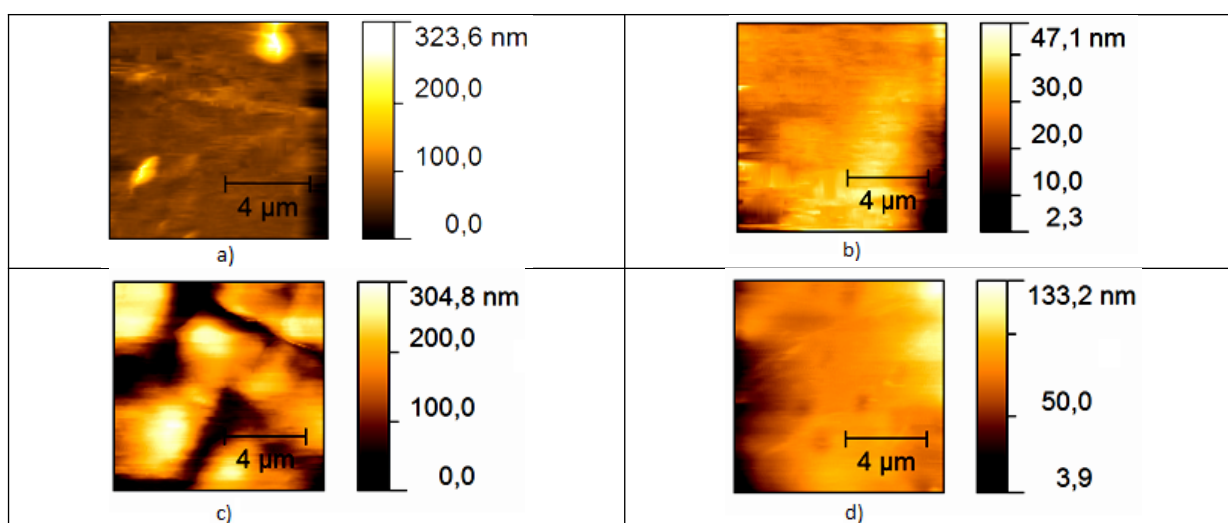 323,6 nm
200,0
100,0
0,0
4 µm
a)
47,1 nm
30,0
20,0
10,0
2,3
4 µm
b)
304,8 nm
200,0
100,0
0,0
4 µm
c)
133,2 nm
50,0
3,9
4 µm
d)